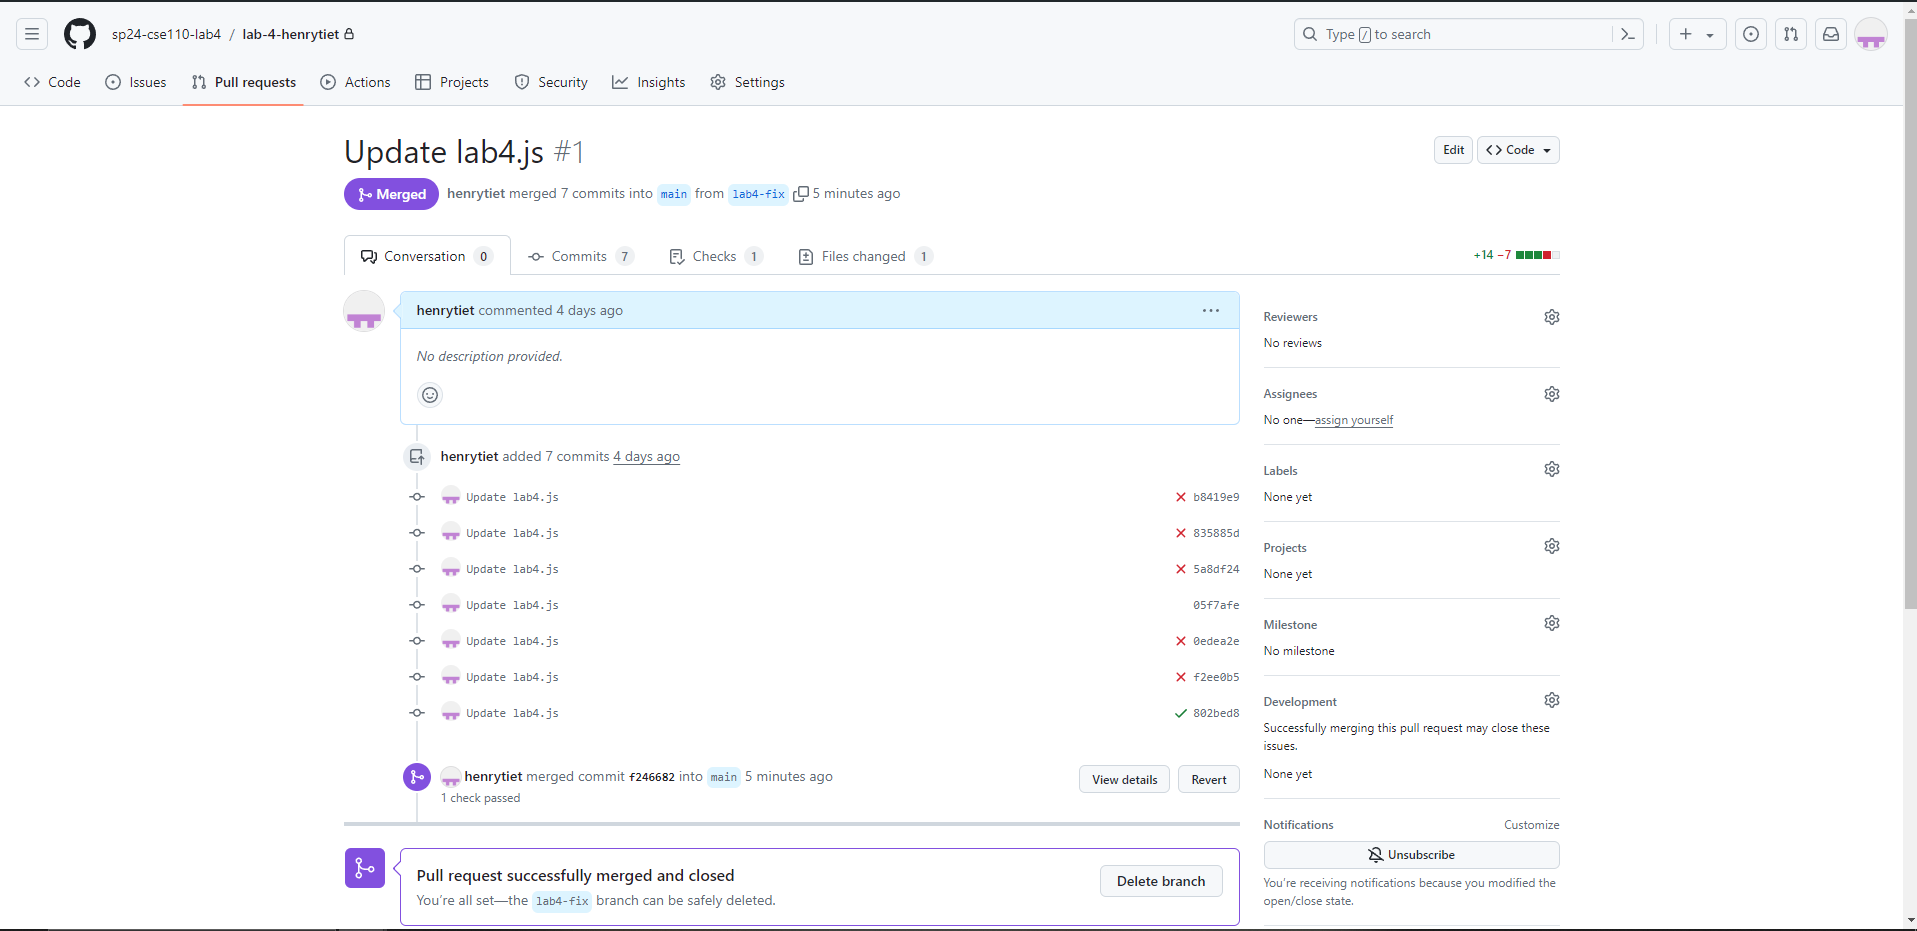 sp24-cse110-lab4 / lab-4-henrytiet
Type / to search
Code Issues Pull requests Actions Projects Security Insights Settings
Update lab4.js #1
Edit Code
Merged henrytiet merged 7 commits into main from lab4-fix 5 minutes ago
Conversation 0 Commits 7 Checks 1 Files changed 1
+14 −7
henrytiet commented 4 days ago
No description provided.
henrytiet added 7 commits 4 days ago
Update lab4.js b8419e9
Update lab4.js 835885d
Update lab4.js 5a8df24
Update lab4.js 05f7afe
Update lab4.js 0edea2e
Update lab4.js f2ee0b5
Update lab4.js 802bed8
henrytiet merged commit f246682 into main 5 minutes ago
1 check passed
View details Revert
Pull request successfully merged and closed
You're all set—the lab4-fix branch can be safely deleted.
Delete branch
Reviewers
No reviews
Assignees
No one—assign yourself
Labels
None yet
Projects
None yet
Milestone
No milestone
Development
Successfully merging this pull request may close these
issues.
None yet
Notifications Customize
Unsubscribe
You're receiving notifications because you modified the
open/close state.